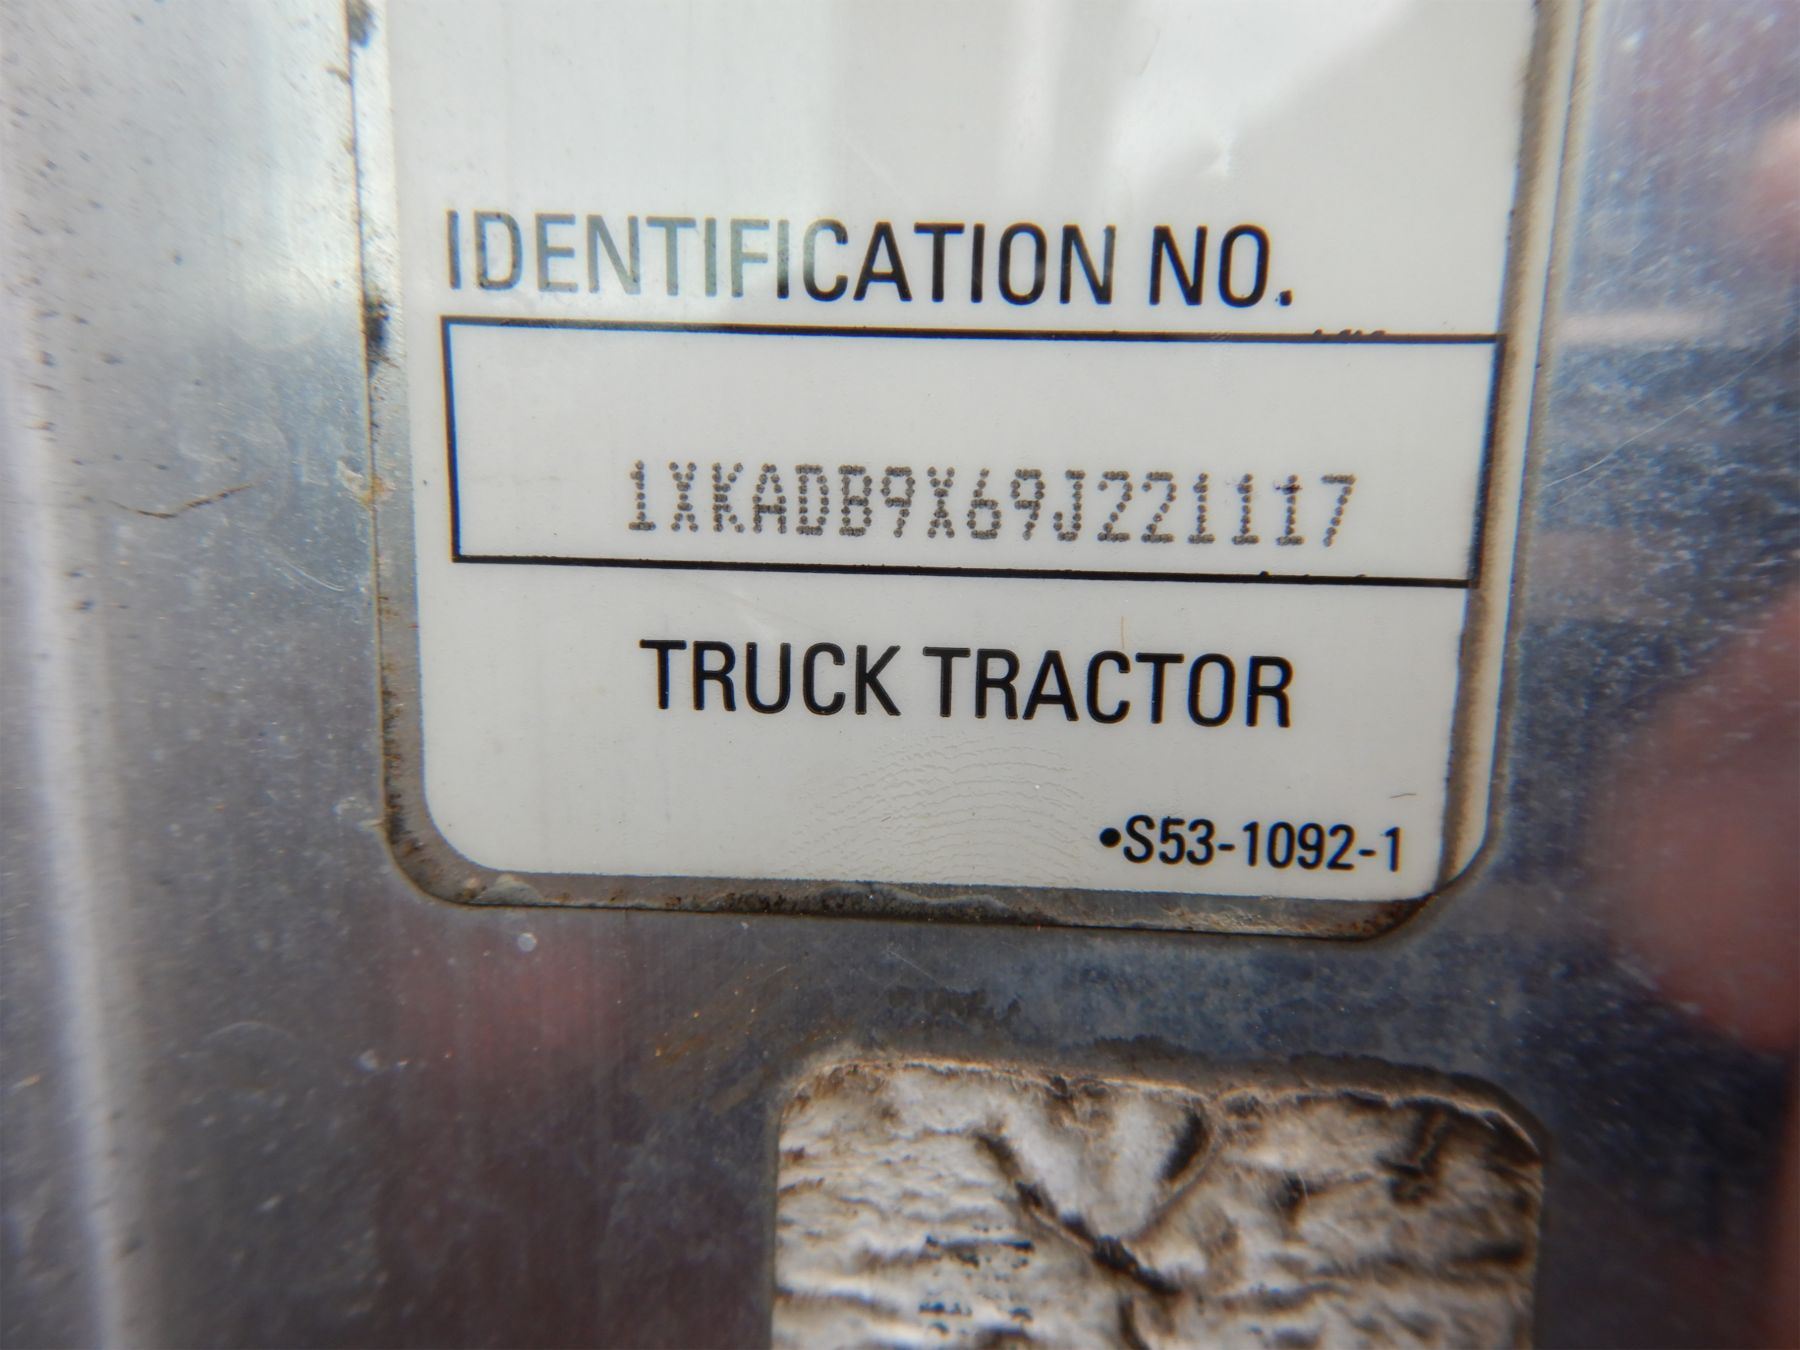 IDENTIFICATION NO.
1XKADB9X69J221117
TRUCK TRACTOR
•S53-1092-1